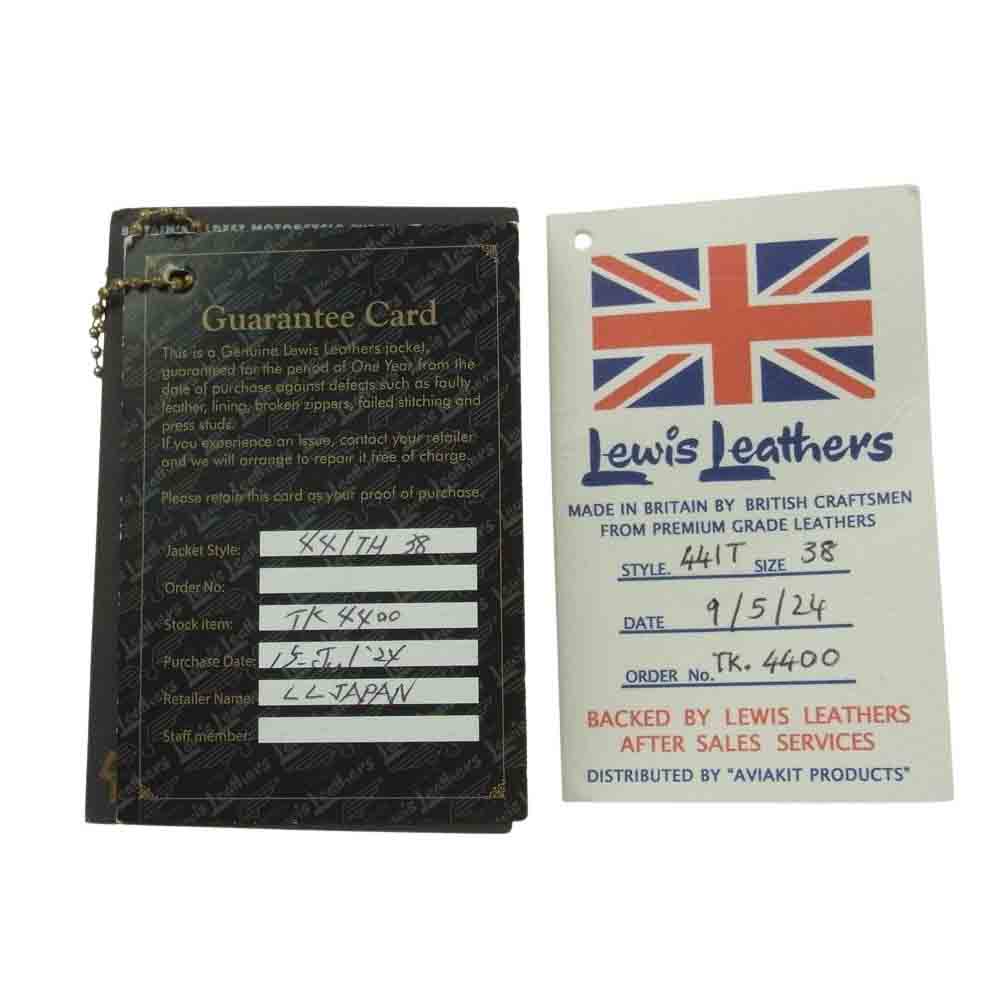 Guarantee Card
This is a Genuine Lewis Leathers jacket,
guaranteed for the period of One Year from the
date of purchase against defects such as faulty
leather, lining, broken zippers, failed stitching and
press studs.
If you experience an issue, contact your retailer
and we will arrange to repair it free of charge.
Please retain this card as your proof of purchase.
Jacket Style: 441TH 38
Order No:
Stock item: TK 4400
Purchase Date: 15-Jul '24
Retailer Name: LL JAPAN
Staff member:
Lewis Leathers
MADE IN BRITAIN BY BRITISH CRAFTSMEN
FROM PREMIUM GRADE LEATHERS
STYLE. 441T SIZE 38
DATE 9/5/24
ORDER No. TK. 4400
BACKED BY LEWIS LEATHERS
AFTER SALES SERVICES
DISTRIBUTED BY "AVIAKIT PRODUCTS"